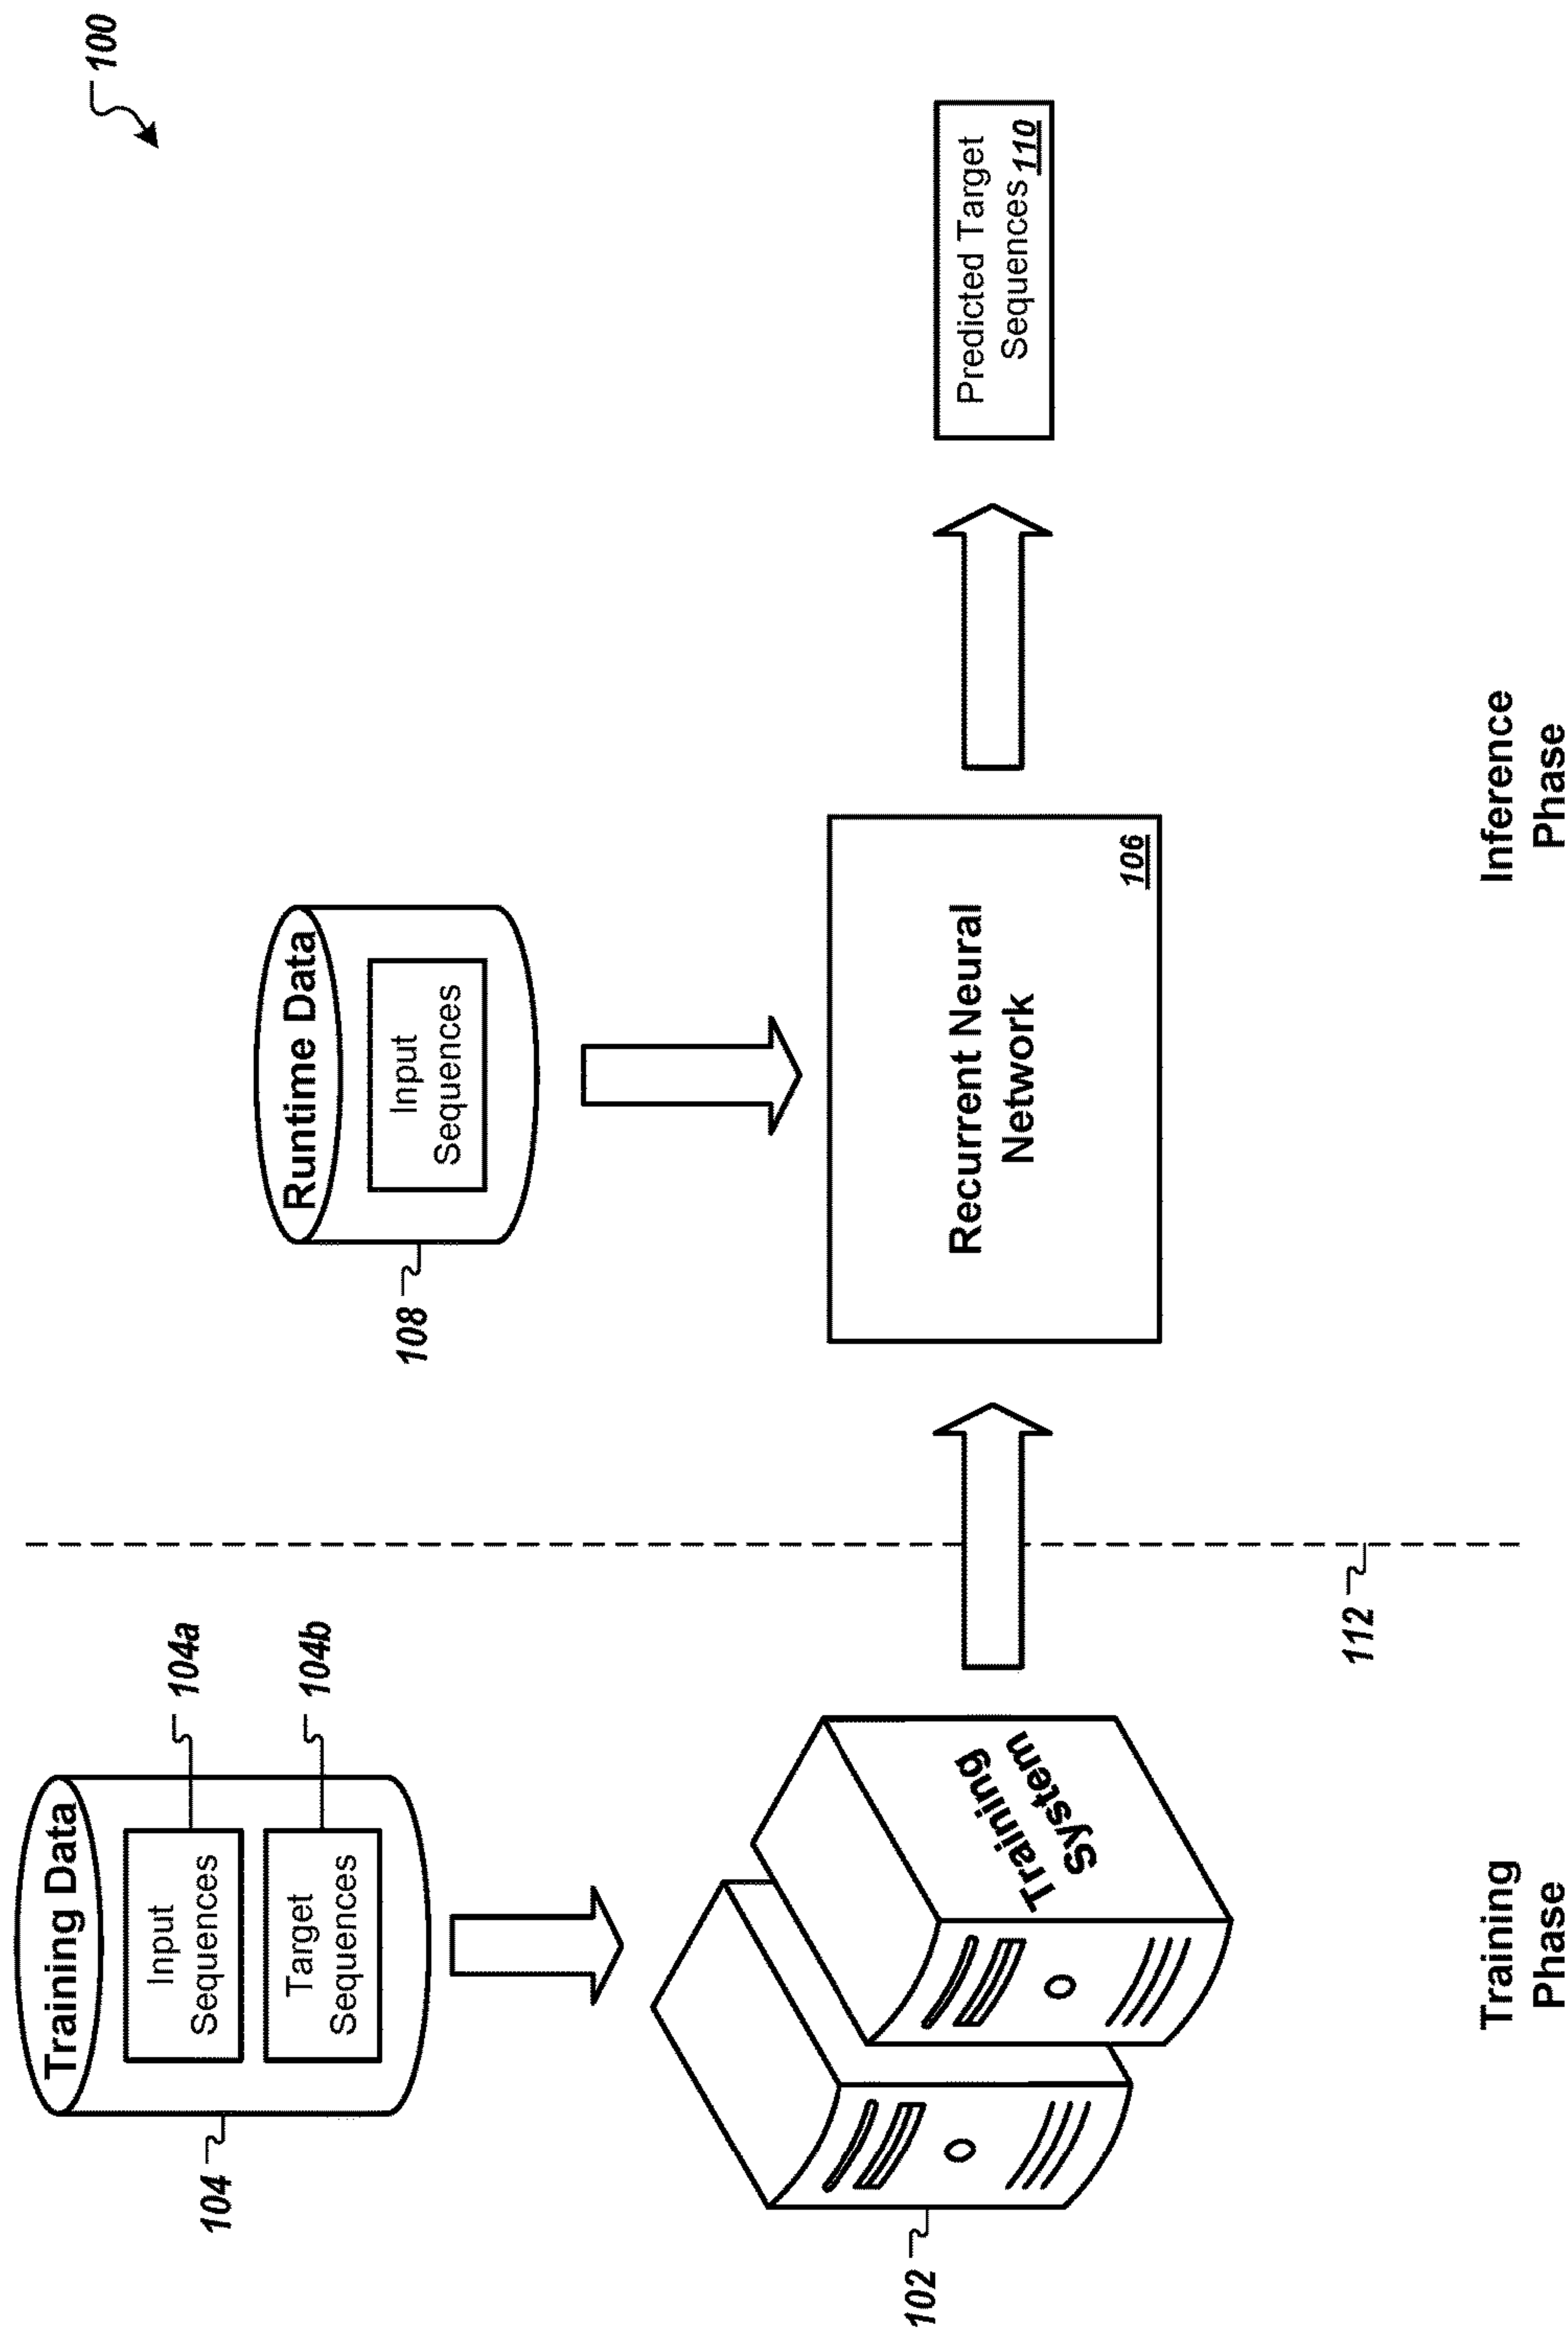 100
Training Data
Input
Sequences
104a
Target
Sequences
104b
104
Runtime Data
Input
Sequences
108
102
Training
System
Recurrent Neural
Network
106
Predicted Target
Sequences 110
112
Training
Phase
Inference
Phase